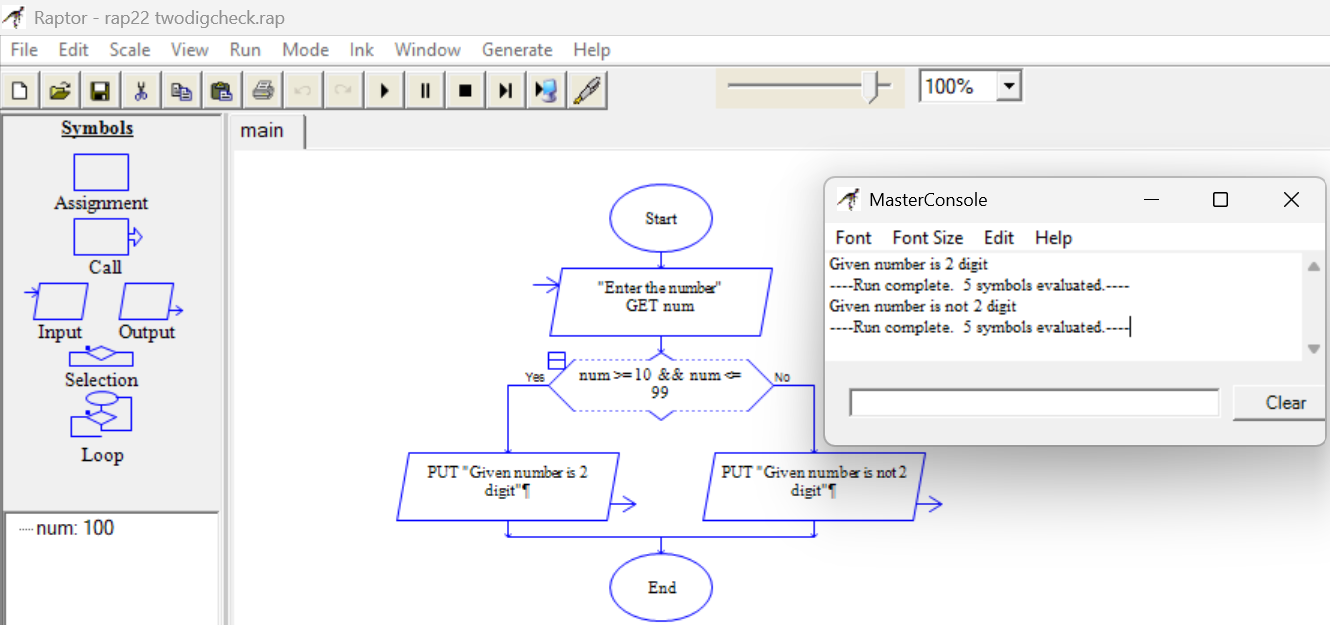 Raptor - rap22 twodigcheck.rap
File Edit Scale View Run Mode Ink Window Generate Help
100%
Symbols
Assignment
Call
Input Output
Selection
Loop
num: 100
main
Start
"Enter the number"
GET num
num >= 10 && num <=
99
Yes
No
PUT "Given number is 2
digit"¶
PUT "Given number is not 2
digit"¶
End
MasterConsole
Font Font Size Edit Help
Given number is 2 digit
----Run complete. 5 symbols evaluated.----
Given number is not 2 digit
----Run complete. 5 symbols evaluated.----
Clear